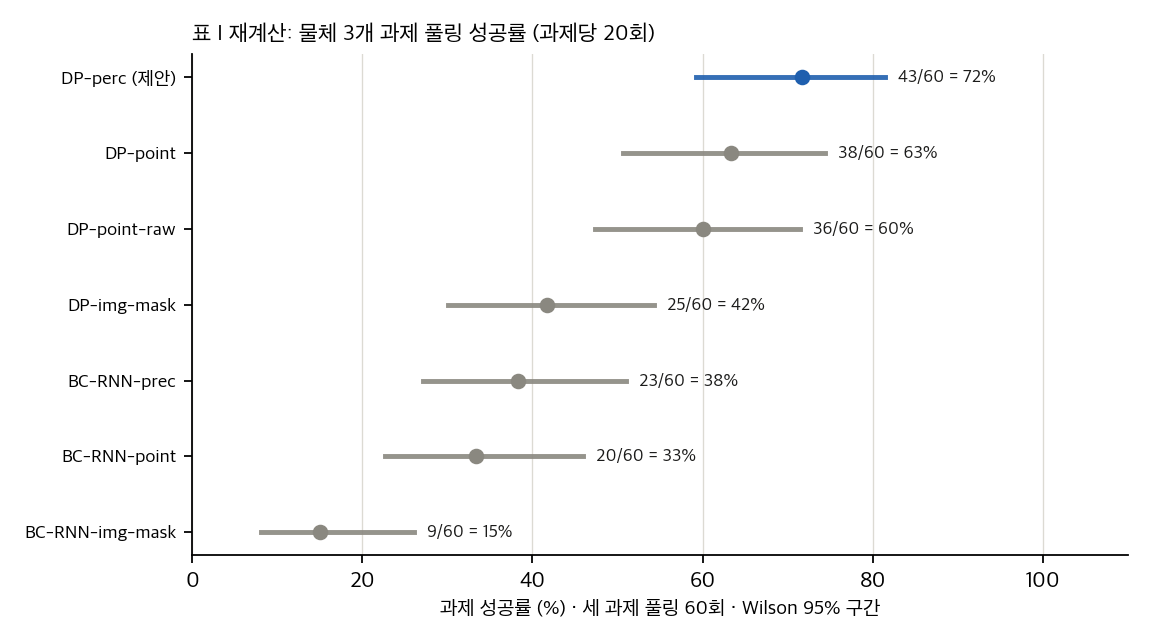 표 I 재계산: 물체 3개 과제 풀링 성공률 (과제당 20회)
DP-perc (제안)
43/60 = 72%
DP-point
38/60 = 63%
DP-point-raw
36/60 = 60%
DP-img-mask
25/60 = 42%
BC-RNN-prec
23/60 = 38%
BC-RNN-point
20/60 = 33%
BC-RNN-img-mask
9/60 = 15%
0 20 40 60 80 100
과제 성공률 (%) · 세 과제 풀링 60회 · Wilson 95% 구간